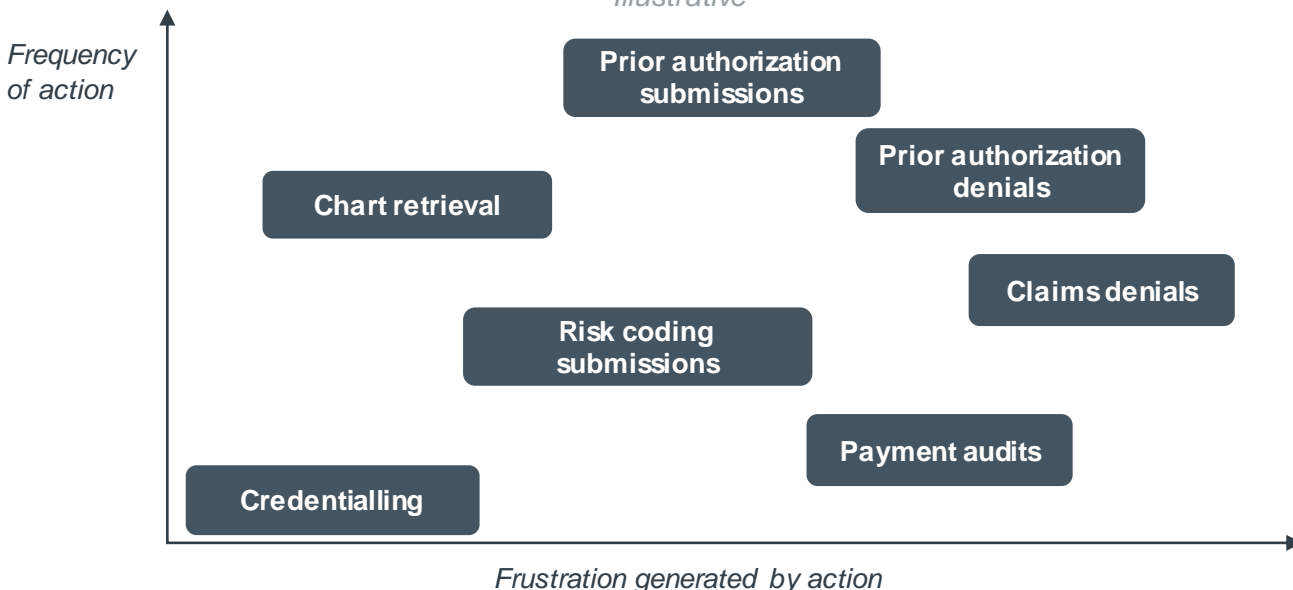 Illustrative
Frequency
of action
Prior authorization
submissions
Prior authorization
denials
Chart retrieval
Claims denials
Risk coding
submissions
Payment audits
Credentialling
Frustration generated by action